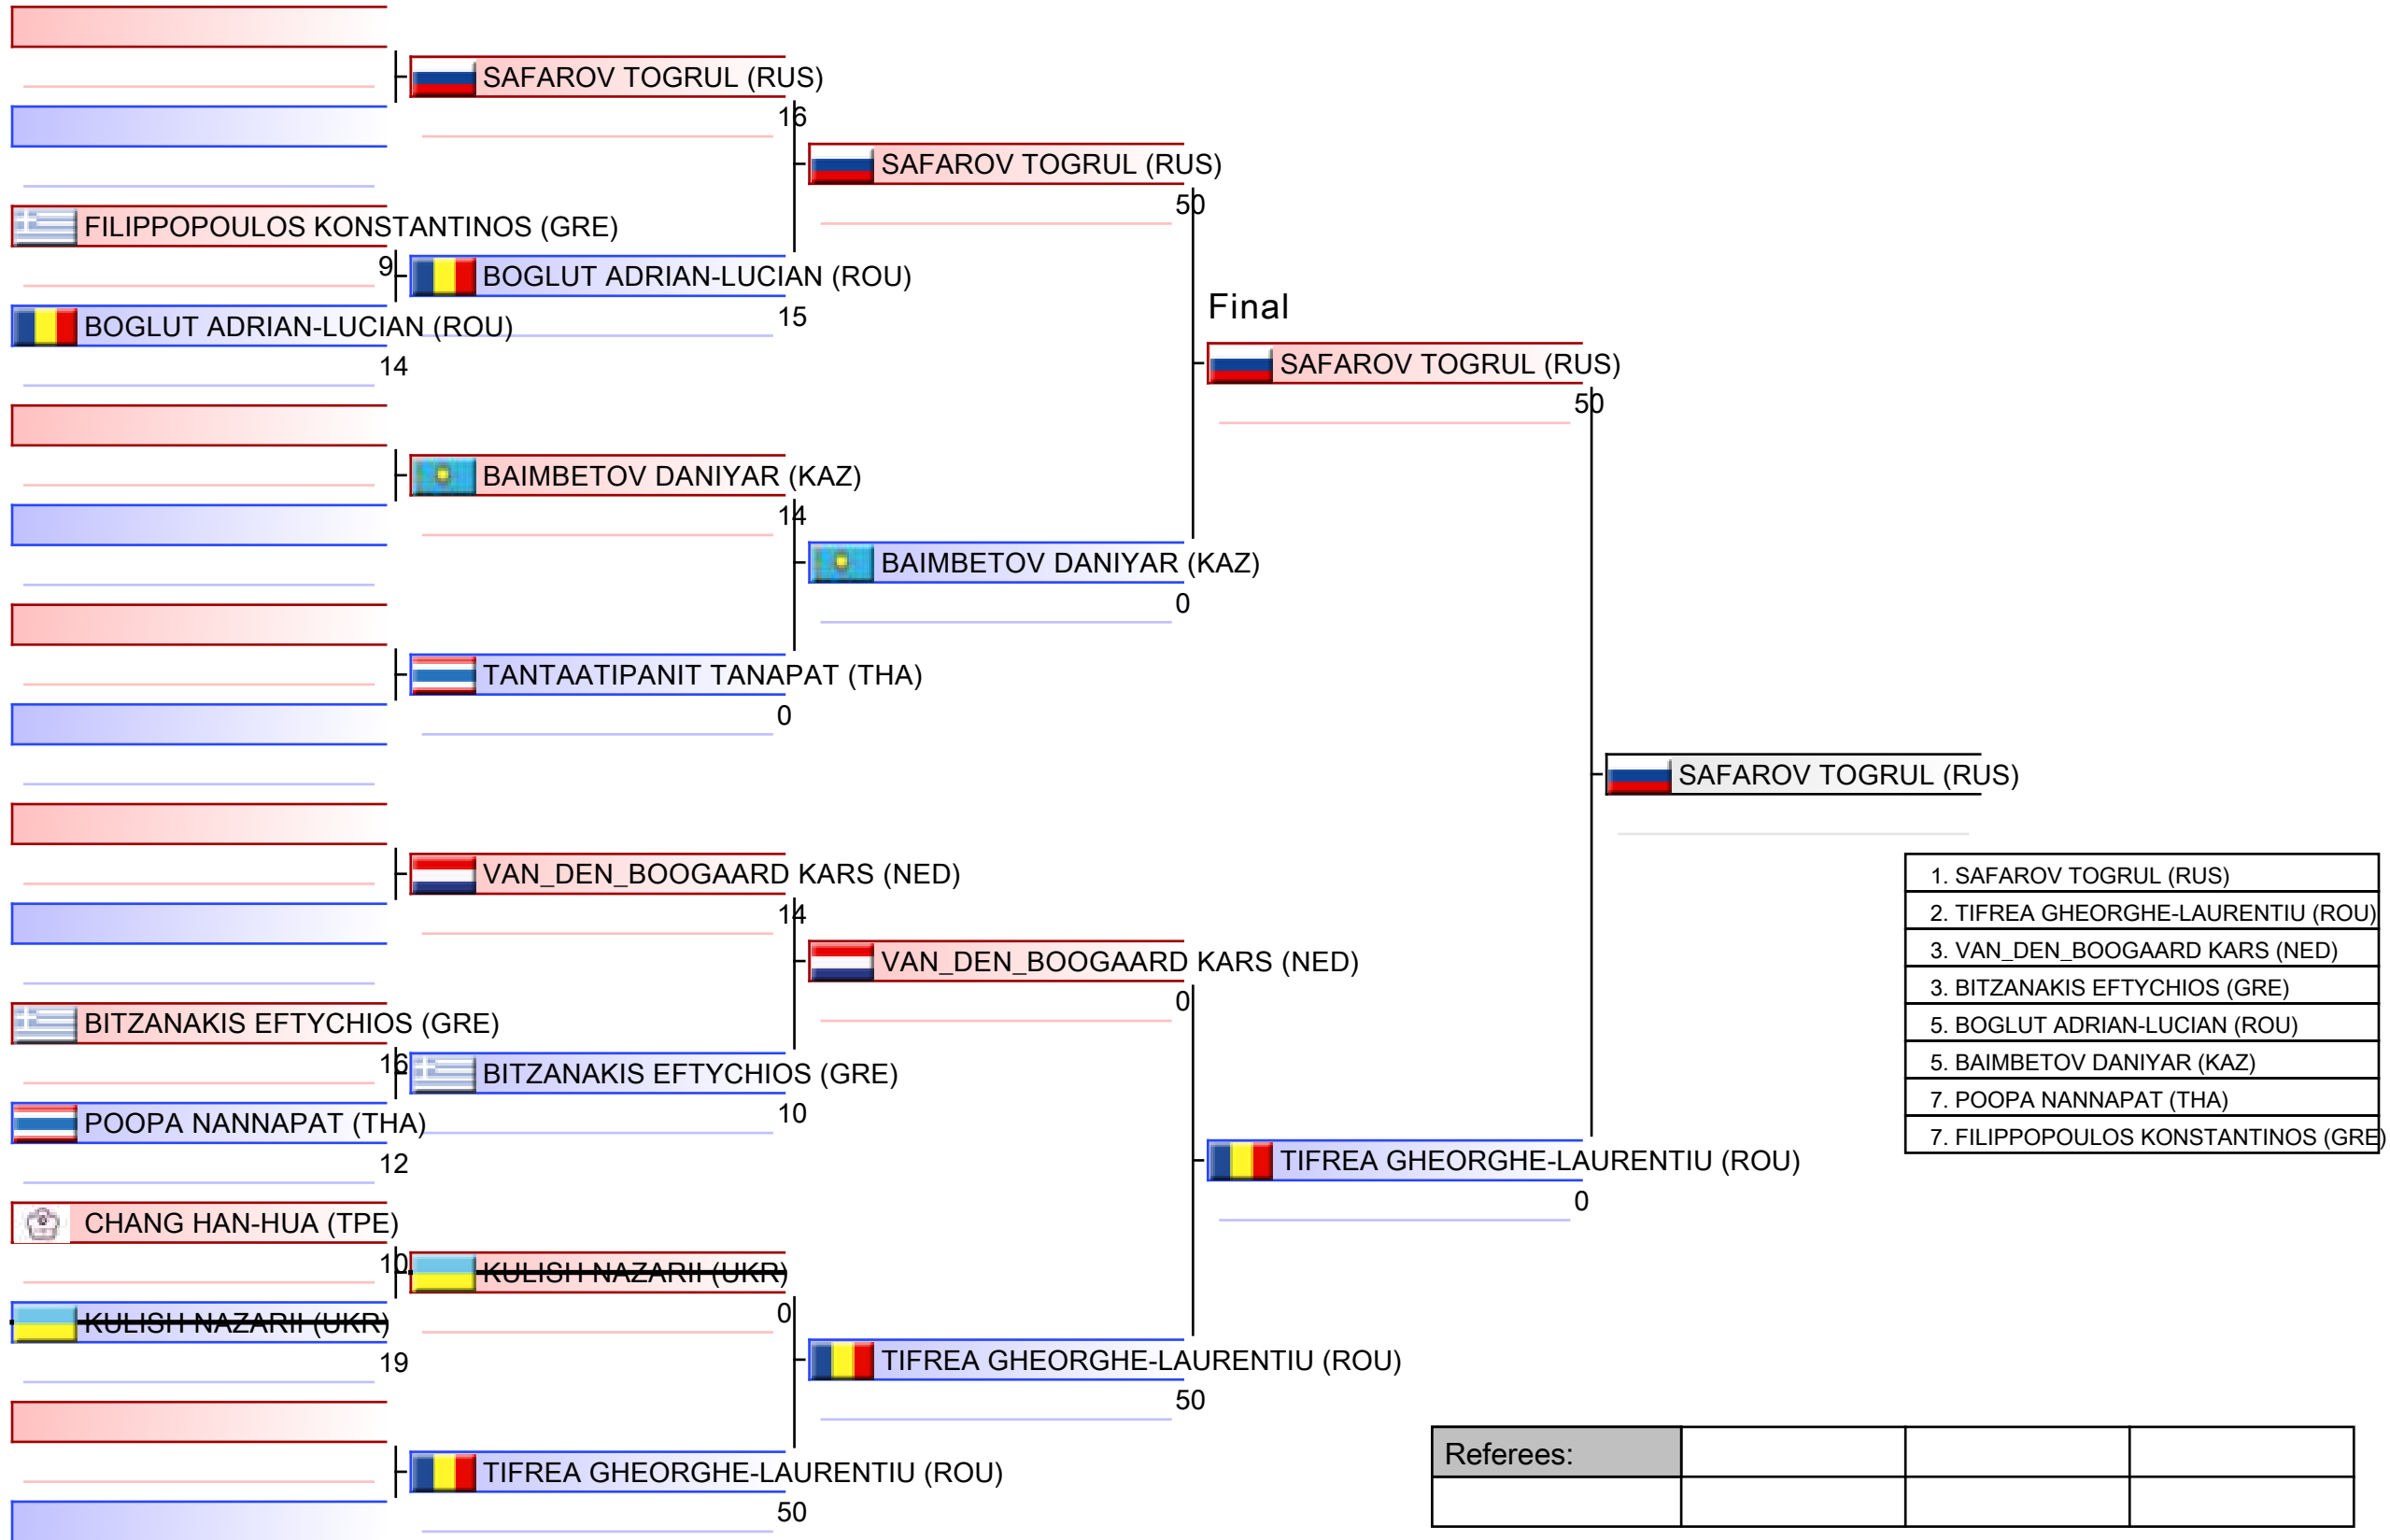 SAFAROV TOGRUL (RUS)
16
SAFAROV TOGRUL (RUS)
50
FILIPPOPOULOS KONSTANTINOS (GRE)
9
BOGLUT ADRIAN-LUCIAN (ROU)
15
BOGLUT ADRIAN-LUCIAN (ROU)
14
Final
SAFAROV TOGRUL (RUS)
50
BAIMBETOV DANIYAR (KAZ)
14
BAIMBETOV DANIYAR (KAZ)
0
TANTAATIPANIT TANAPAT (THA)
0
SAFAROV TOGRUL (RUS)
VAN_DEN_BOOGAARD KARS (NED)
14
VAN_DEN_BOOGAARD KARS (NED)
0
BITZANAKIS EFTYCHIOS (GRE)
16
BITZANAKIS EFTYCHIOS (GRE)
10
POOPA NANNAPAT (THA)
12
TIFREA GHEORGHE-LAURENTIU (ROU)
0
CHANG HAN-HUA (TPE)
10
KULISH NAZARII (UKR)
0
KULISH NAZARII (UKR)
19
TIFREA GHEORGHE-LAURENTIU (ROU)
50
TIFREA GHEORGHE-LAURENTIU (ROU)
50
1. SAFAROV TOGRUL (RUS)
2. TIFREA GHEORGHE-LAURENTIU (ROU)
3. VAN_DEN_BOOGAARD KARS (NED)
3. BITZANAKIS EFTYCHIOS (GRE)
5. BOGLUT ADRIAN-LUCIAN (ROU)
5. BAIMBETOV DANIYAR (KAZ)
7. POOPA NANNAPAT (THA)
7. FILIPPOPOULOS KONSTANTINOS (GRE)
Referees: